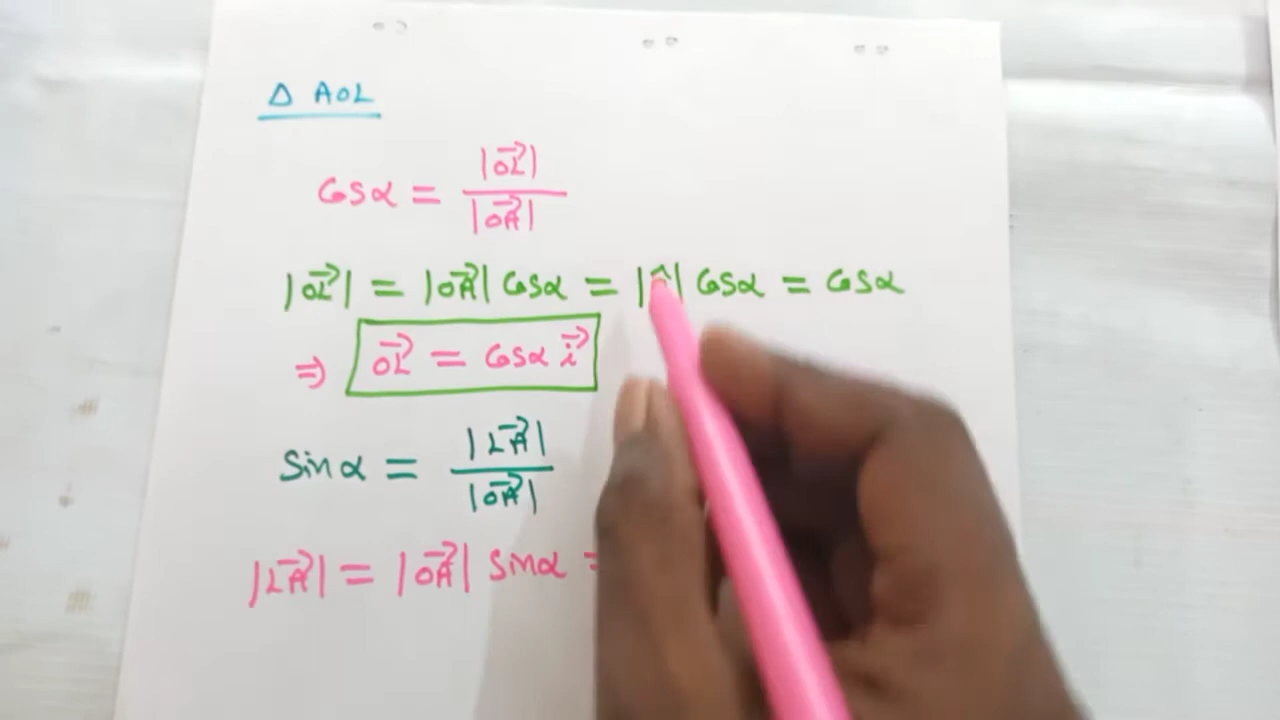 Δ AOL
Cosα = |OL⃗| / |OA⃗|
|OL⃗| = |OA⃗| Cosα = | | Cosα = Cosα
⇒ OL⃗ = Cosα i⃗
Sinα = |LA⃗| / |OA⃗|
|LA⃗| = |OA⃗| Sinα =